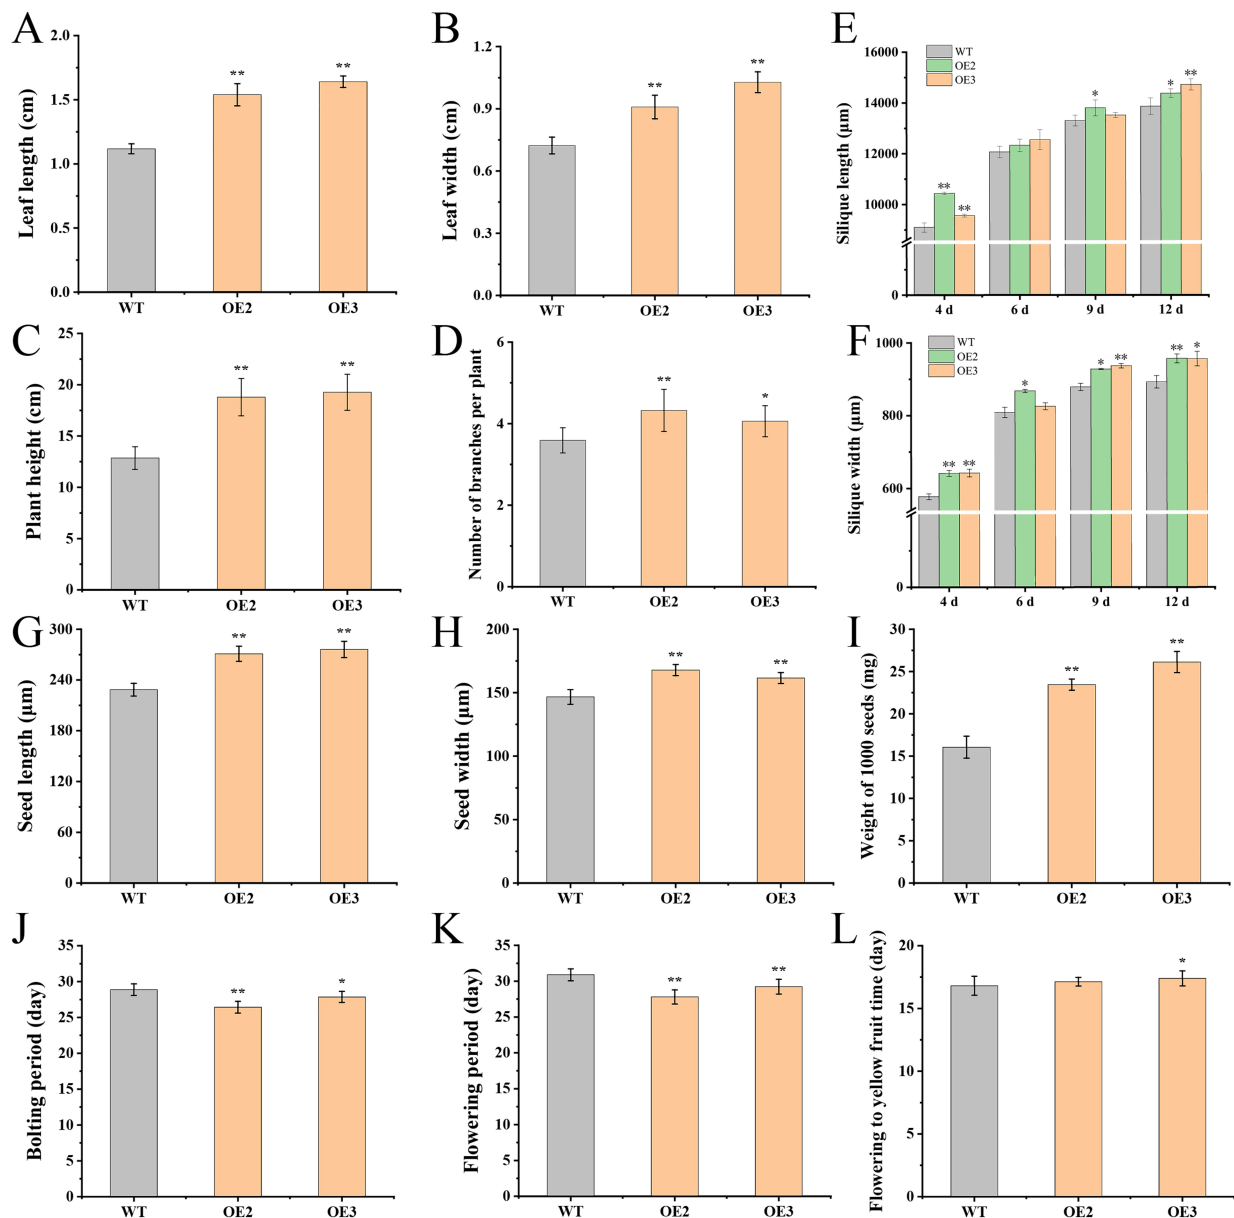 A
Leaf length (cm)
2.0
1.5
1.0
0.5
0.0
**
**
WT
OE2
OE3
B
Leaf width (cm)
1.2
0.9
0.6
0.3
0.0
**
**
WT
OE2
OE3
E
Silique length (μm)
16000
14000
12000
10000
0
WT
OE2
OE3
**
**
*
*
**
4 d
6 d
9 d
12 d
C
Plant height (cm)
25
20
15
10
5
0
**
**
WT
OE2
OE3
D
Number of branches per plant
6
4
2
0
**
*
WT
OE2
OE3
F
Silique width (μm)
1000
800
600
0
WT
OE2
OE3
**
**
*
*
**
**
*
4 d
6 d
9 d
12 d
G
Seed length (μm)
300
240
180
120
60
0
**
**
WT
OE2
OE3
H
Seed width (μm)
200
150
100
50
0
**
**
WT
OE2
OE3
I
Weight of 1000 seeds (mg)
30
25
20
15
10
5
0
**
**
WT
OE2
OE3
J
Bolting period (day)
35
30
25
20
15
10
5
0
**
*
WT
OE2
OE3
K
Flowering period (day)
35
30
25
20
15
10
5
0
**
**
WT
OE2
OE3
L
Flowering to yellow fruit time (day)
20
15
10
5
0
*
WT
OE2
OE3